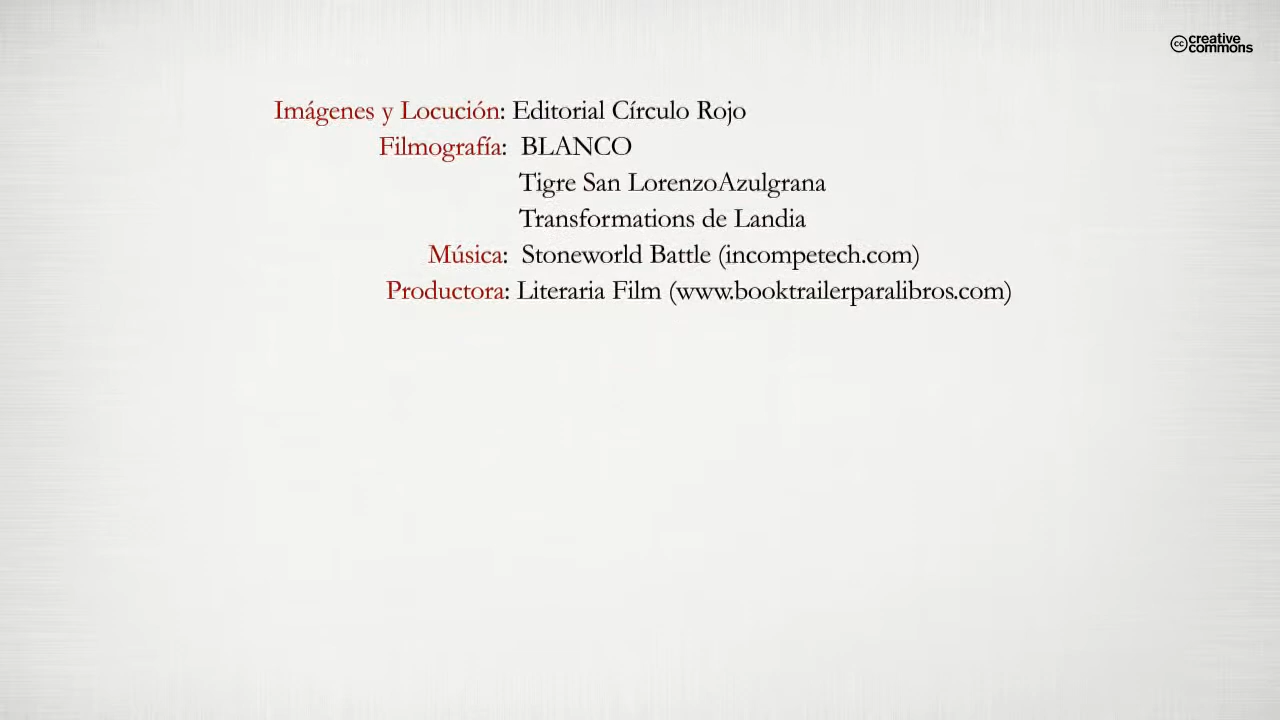 cc creative
commons
Imágenes y Locución: Editorial Círculo Rojo
Filmografía: BLANCO
Tigre San LorenzoAzulgrana
Transformations de Landia
Música: Stoneworld Battle (incompetech.com)
Productora: Literaria Film (www.booktrailerparalibros.com)